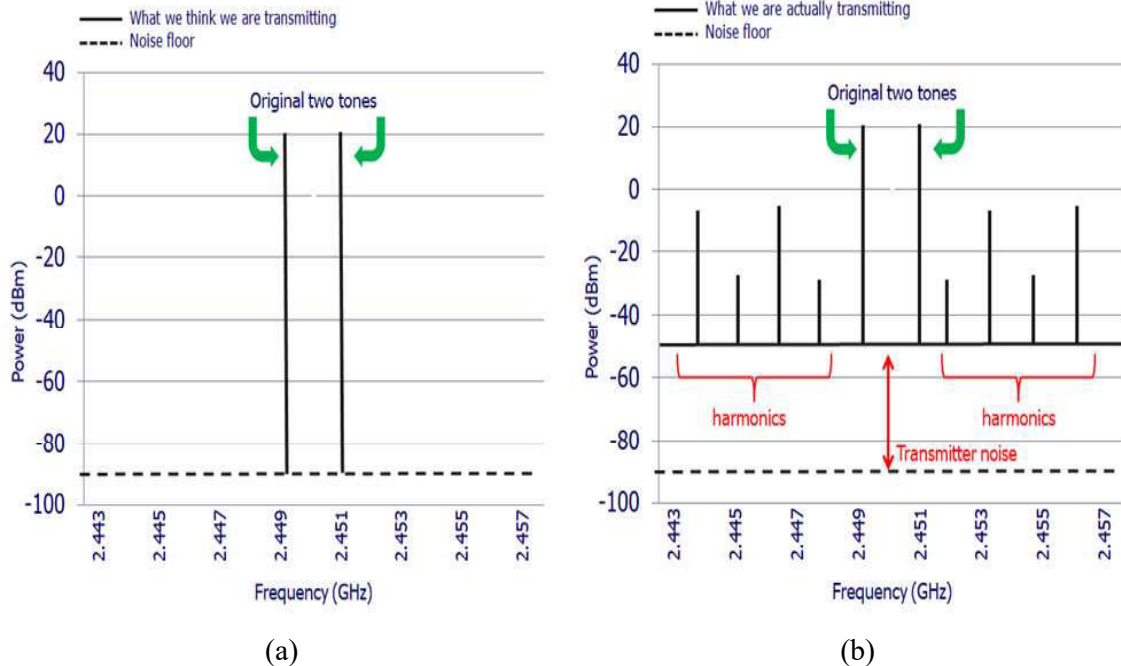 What we think we are transmitting
Noise floor
40
Original two tones
20
0
-20
-40
-60
-80
-100
Power (dBm)
2.443
2.445
2.447
2.449
2.451
2.453
2.455
2.457
Frequency (GHz)
(a)
What we are actually transmitting
Noise floor
40
Original two tones
20
0
-20
-40
-60
-80
-100
Power (dBm)
harmonics
harmonics
Transmitter noise
2.443
2.445
2.447
2.449
2.451
2.453
2.455
2.457
Frequency (GHz)
(b)